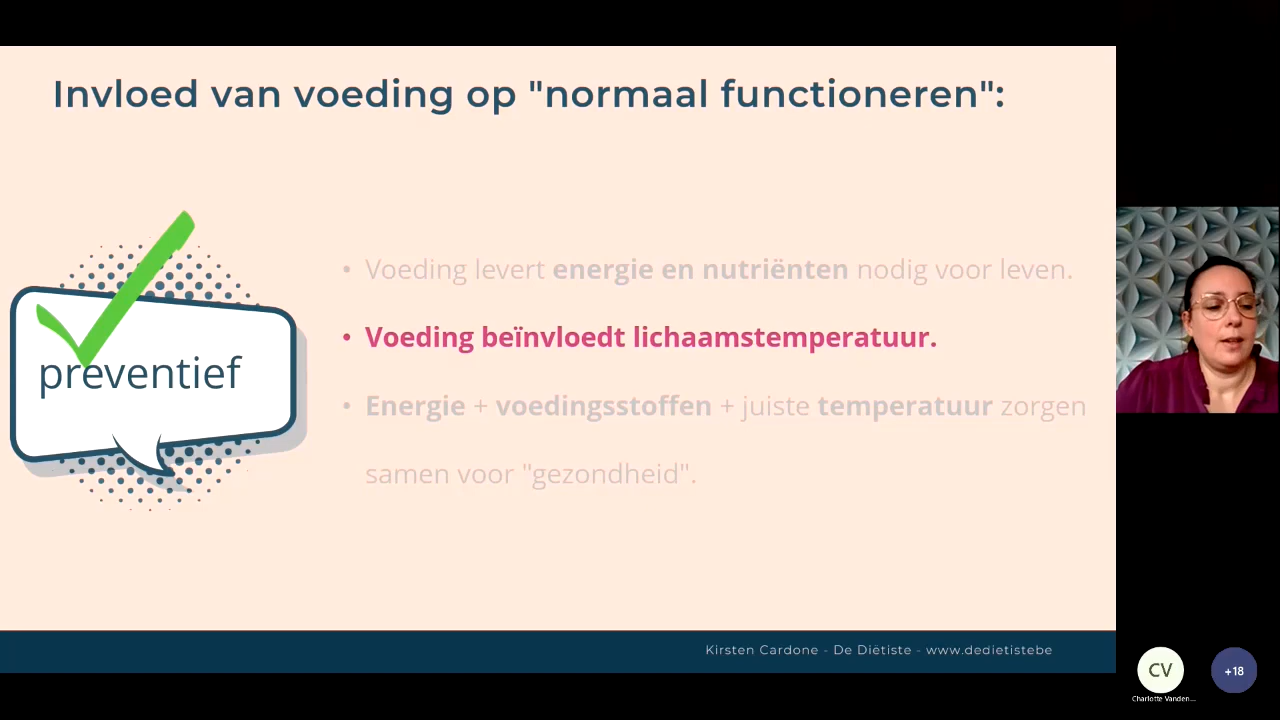 Invloed van voeding op "normaal functioneren":
preventief
• Voeding levert energie en nutriënten nodig voor leven.
• Voeding beïnvloedt lichaamstemperatuur.
• Energie + voedingsstoffen + juiste temperatuur zorgen
samen voor "gezondheid".
Kirsten Cardone - De Diëtiste - www.dedietistebe
CV
+18
Charlotte Vanden...